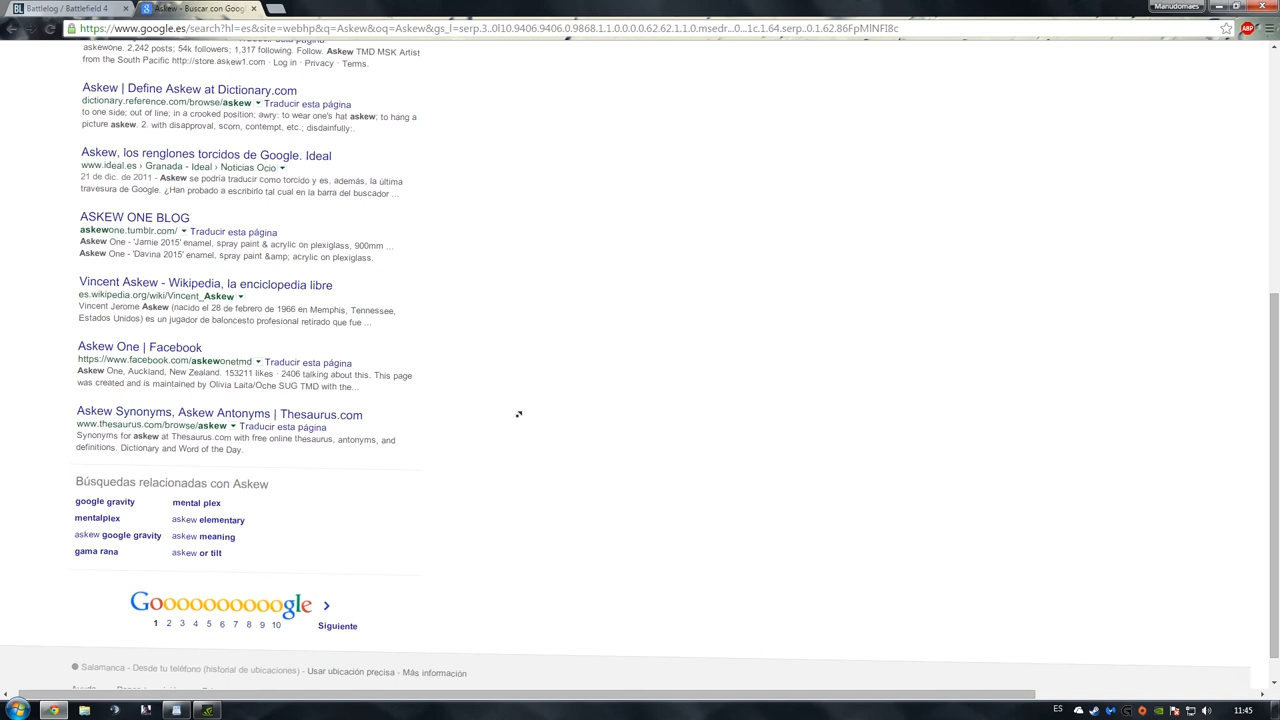 Battlelog / Battlefield 4
Askew - Buscar con Googl
Manudomaes
https://www.google.es/search?hl=es&site=webhp&q=Askew&oq=Askew&gs_l=serp.3..0l10.9406.9406.0.9868.1.1.0.0.0.0.62.62.1.1.0.msedr...0...1c.1.64.serp..0.1.62.86FpMlNFI8c
ABP
askewone. 2,242 posts; 54k followers; 1,317 following. Follow. Askew TMD MSK Artist
from the South Pacific http://store.askew1.com · Log in · Privacy · Terms.
Askew | Define Askew at Dictionary.com
dictionary.reference.com/browse/askew Traducir esta página
to one side; out of line; in a crooked position; awry: to wear one's hat askew; to hang a
picture askew. 2. with disapproval, scorn, contempt, etc.; disdainfully:.
Askew, los renglones torcidos de Google. Ideal
www.ideal.es › Granada - Ideal › Noticias Ocio
21 de dic. de 2011 - Askew se podría traducir como torcido y es, además, la última
travesura de Google. ¿Han probado a escribirlo tal cual en la barra del buscador ...
ASKEW ONE BLOG
askewone.tumblr.com/ Traducir esta página
Askew One - 'Jamie 2015' enamel, spray paint & acrylic on plexiglass, 900mm ...
Askew One - 'Davina 2015' enamel, spray paint &amp; acrylic on plexiglass.
Vincent Askew - Wikipedia, la enciclopedia libre
es.wikipedia.org/wiki/Vincent_Askew
Vincent Jerome Askew (nacido el 28 de febrero de 1966 en Memphis, Tennessee,
Estados Unidos) es un jugador de baloncesto profesional retirado que fue ...
Askew One | Facebook
https://www.facebook.com/askewonetmd Traducir esta página
Askew One, Auckland, New Zealand. 153211 likes · 2406 talking about this. This page
was created and is maintained by Olivia Laita/Oche SUG TMD with the...
Askew Synonyms, Askew Antonyms | Thesaurus.com
www.thesaurus.com/browse/askew Traducir esta página
Synonyms for askew at Thesaurus.com with free online thesaurus, antonyms, and
definitions. Dictionary and Word of the Day.
Búsquedas relacionadas con Askew
google gravity mental plex
mentalplex askew elementary
askew google gravity askew meaning
gama rana askew or tilt
Goooooooooogle
1 2 3 4 5 6 7 8 9 10 Siguiente
Salamanca - Desde tu teléfono (historial de ubicaciones) - Usar ubicación precisa - Más información
ES 11:45